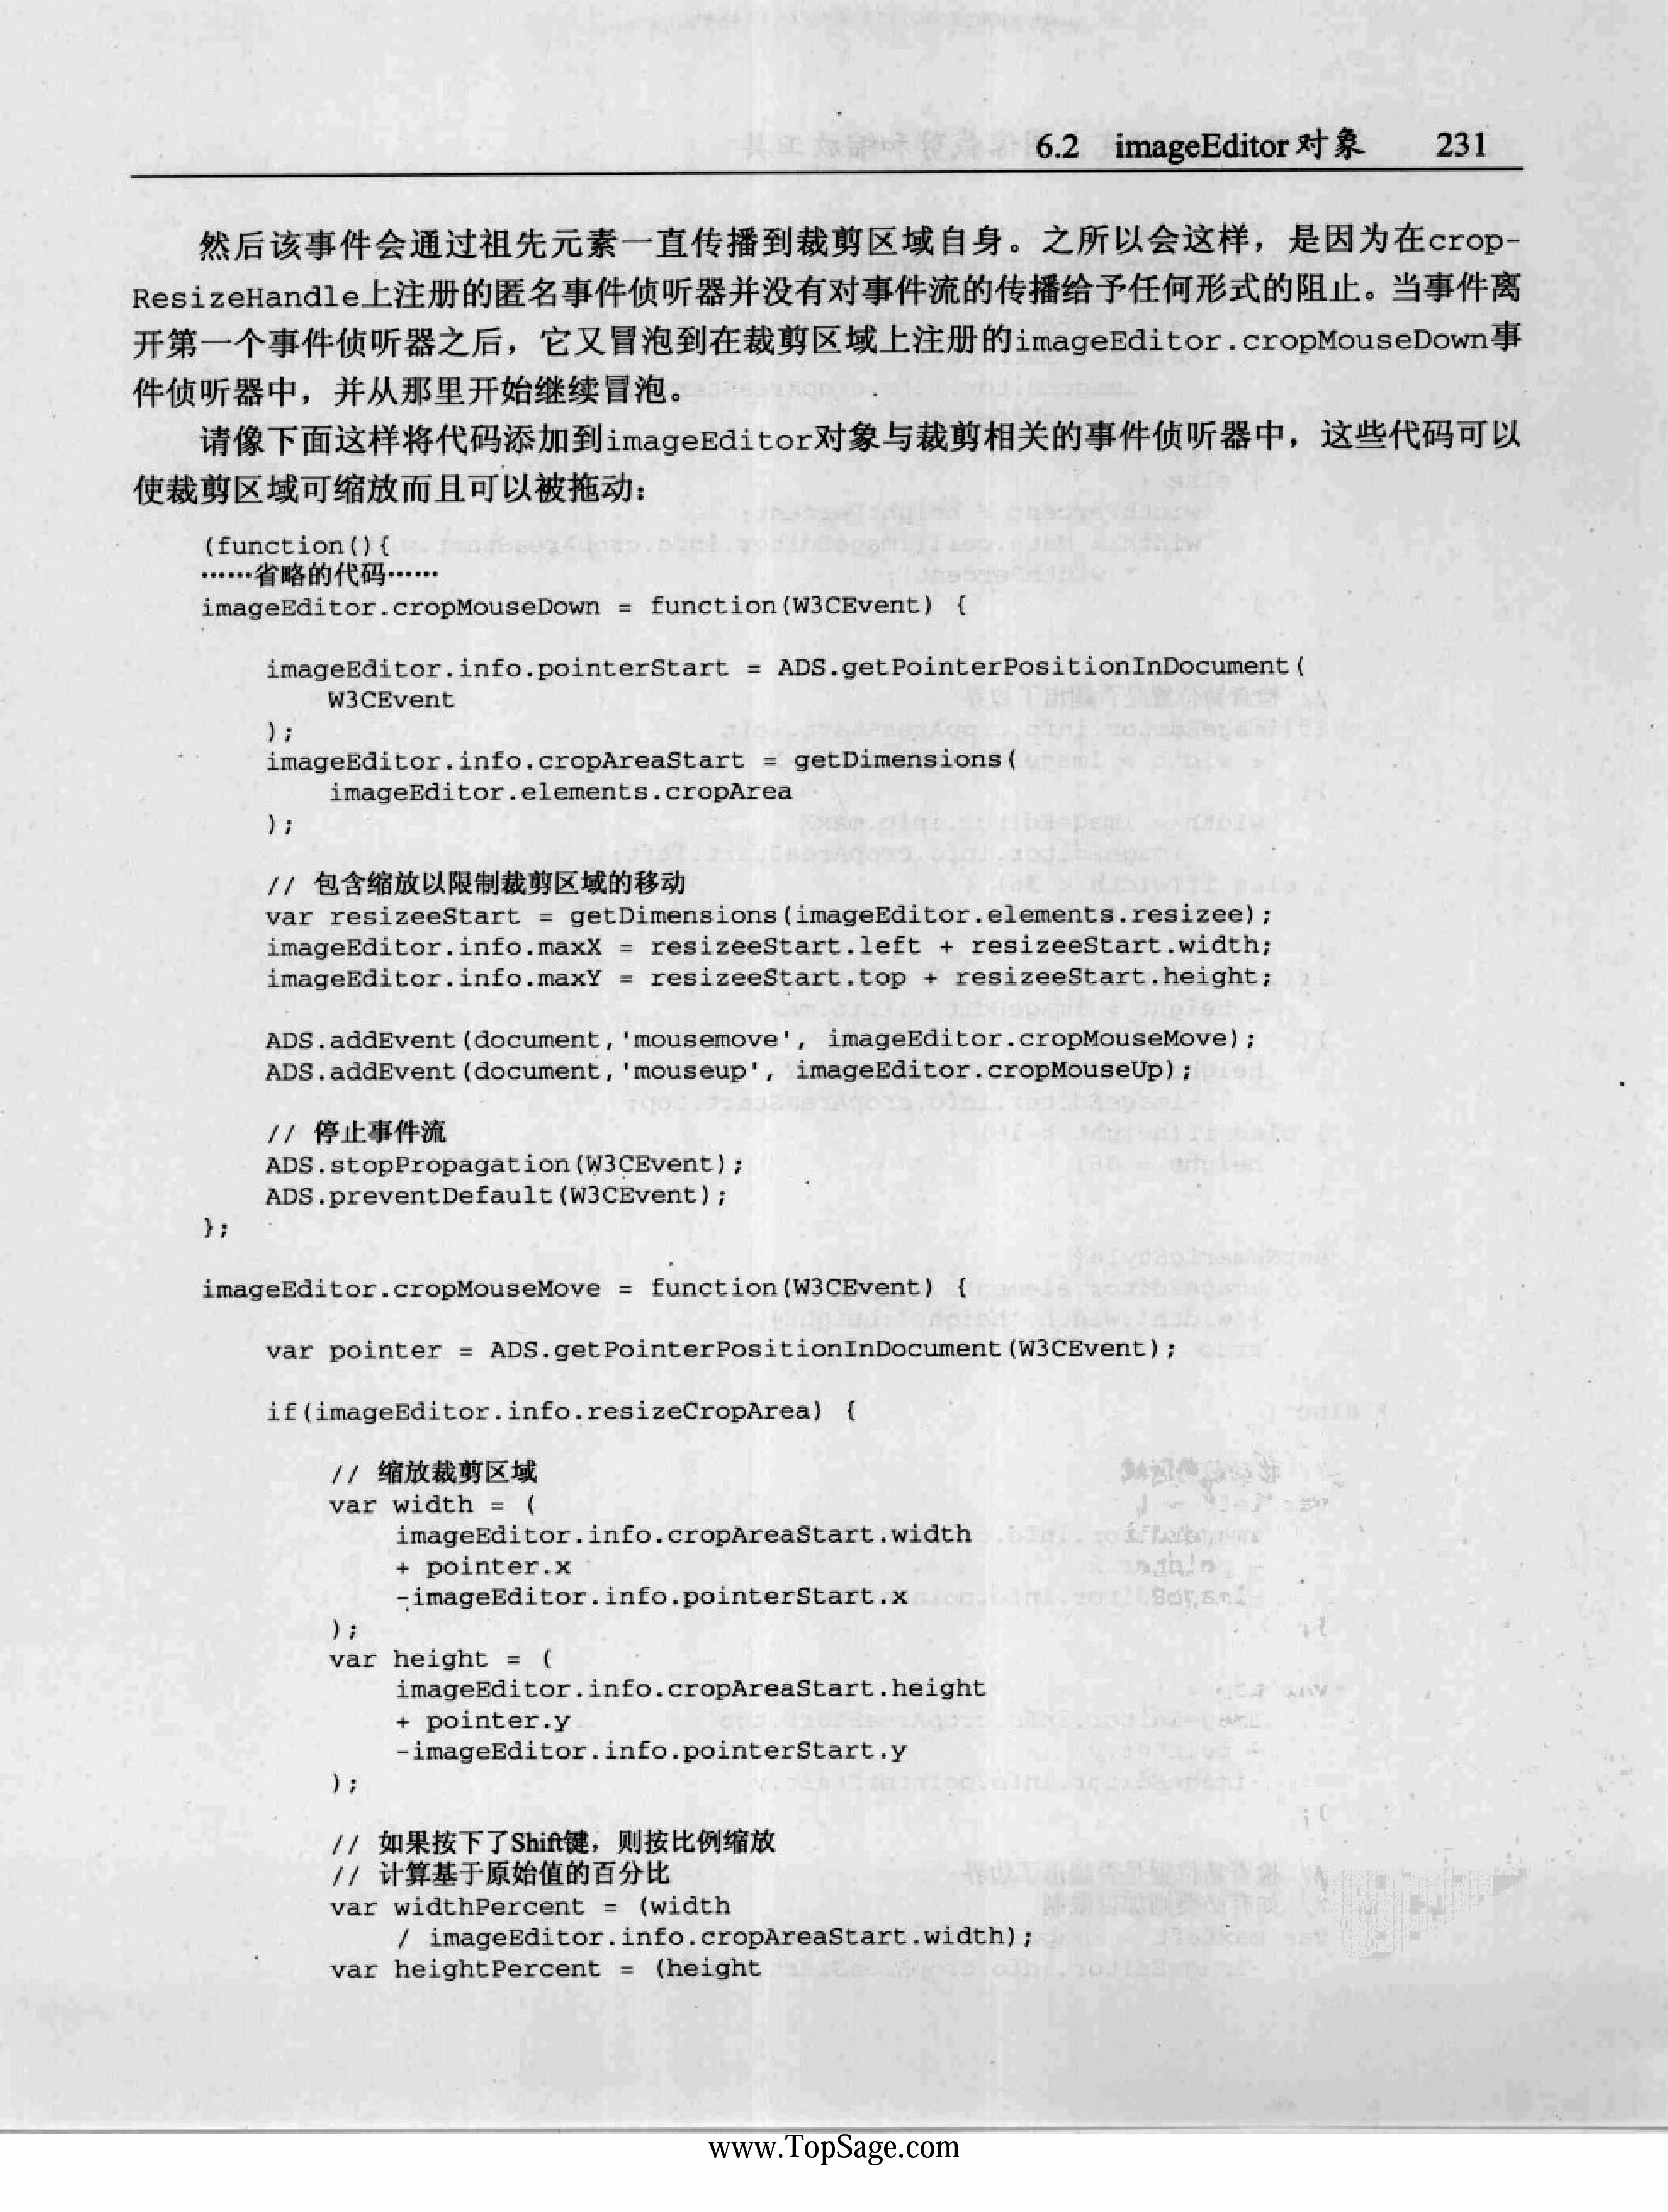 6.2 imageEditor对象 231
然后该事件会通过祖先元素一直传播到裁剪区域自身。之所以会这样，是因为在crop-
ResizeHandle上注册的匿名事件侦听器并没有对事件流的传播给予任何形式的阻止。当事件离
开第一个事件侦听器之后，它又冒泡到在裁剪区域上注册的imageEditor.cropMouseDown事
件侦听器中，并从那里开始继续冒泡。
请像下面这样将代码添加到imageEditor对象与裁剪相关的事件侦听器中，这些代码可以
使裁剪区域可缩放而且可以被拖动：
(function(){
……省略的代码……
imageEditor.cropMouseDown = function(W3CEvent) {
imageEditor.info.pointerStart = ADS.getPointerPositionInDocument(
W3CEvent
);
imageEditor.info.cropAreaStart = getDimensions(
imageEditor.elements.cropArea
);
// 包含缩放以限制裁剪区域的移动
var resizeeStart = getDimensions(imageEditor.elements.resizee);
imageEditor.info.maxX = resizeeStart.left + resizeeStart.width;
imageEditor.info.maxY = resizeeStart.top + resizeeStart.height;
ADS.addEvent(document,'mousemove', imageEditor.cropMouseMove);
ADS.addEvent(document,'mouseup', imageEditor.cropMouseUp);
// 停止事件流
ADS.stopPropagation(W3CEvent);
ADS.preventDefault(W3CEvent);
};
imageEditor.cropMouseMove = function(W3CEvent) {
var pointer = ADS.getPointerPositionInDocument(W3CEvent);
if(imageEditor.info.resizeCropArea) {
// 缩放裁剪区域
var width = (
imageEditor.info.cropAreaStart.width
+ pointer.x
-imageEditor.info.pointerStart.x
);
var height = (
imageEditor.info.cropAreaStart.height
+ pointer.y
-imageEditor.info.pointerStart.y
);
// 如果按下了Shift键，则按比例缩放
// 计算基于原始值的百分比
var widthPercent = (width
/ imageEditor.info.cropAreaStart.width);
var heightPercent = (height
www.TopSage.com